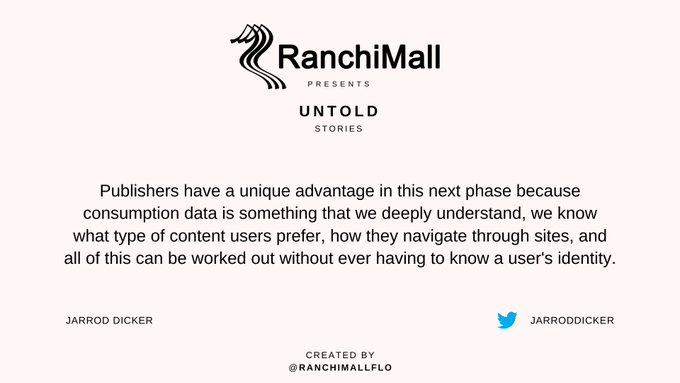 RanchiMall
PRESENTS
UNTOLD
STORIES
Publishers have a unique advantage in this next phase because
consumption data is something that we deeply understand, we know
what type of content users prefer, how they navigate through sites, and
all of this can be worked out without ever having to know a user's identity.
JARROD DICKER
JARRODDICKER
CREATED BY
@RANCHIMALLFLO